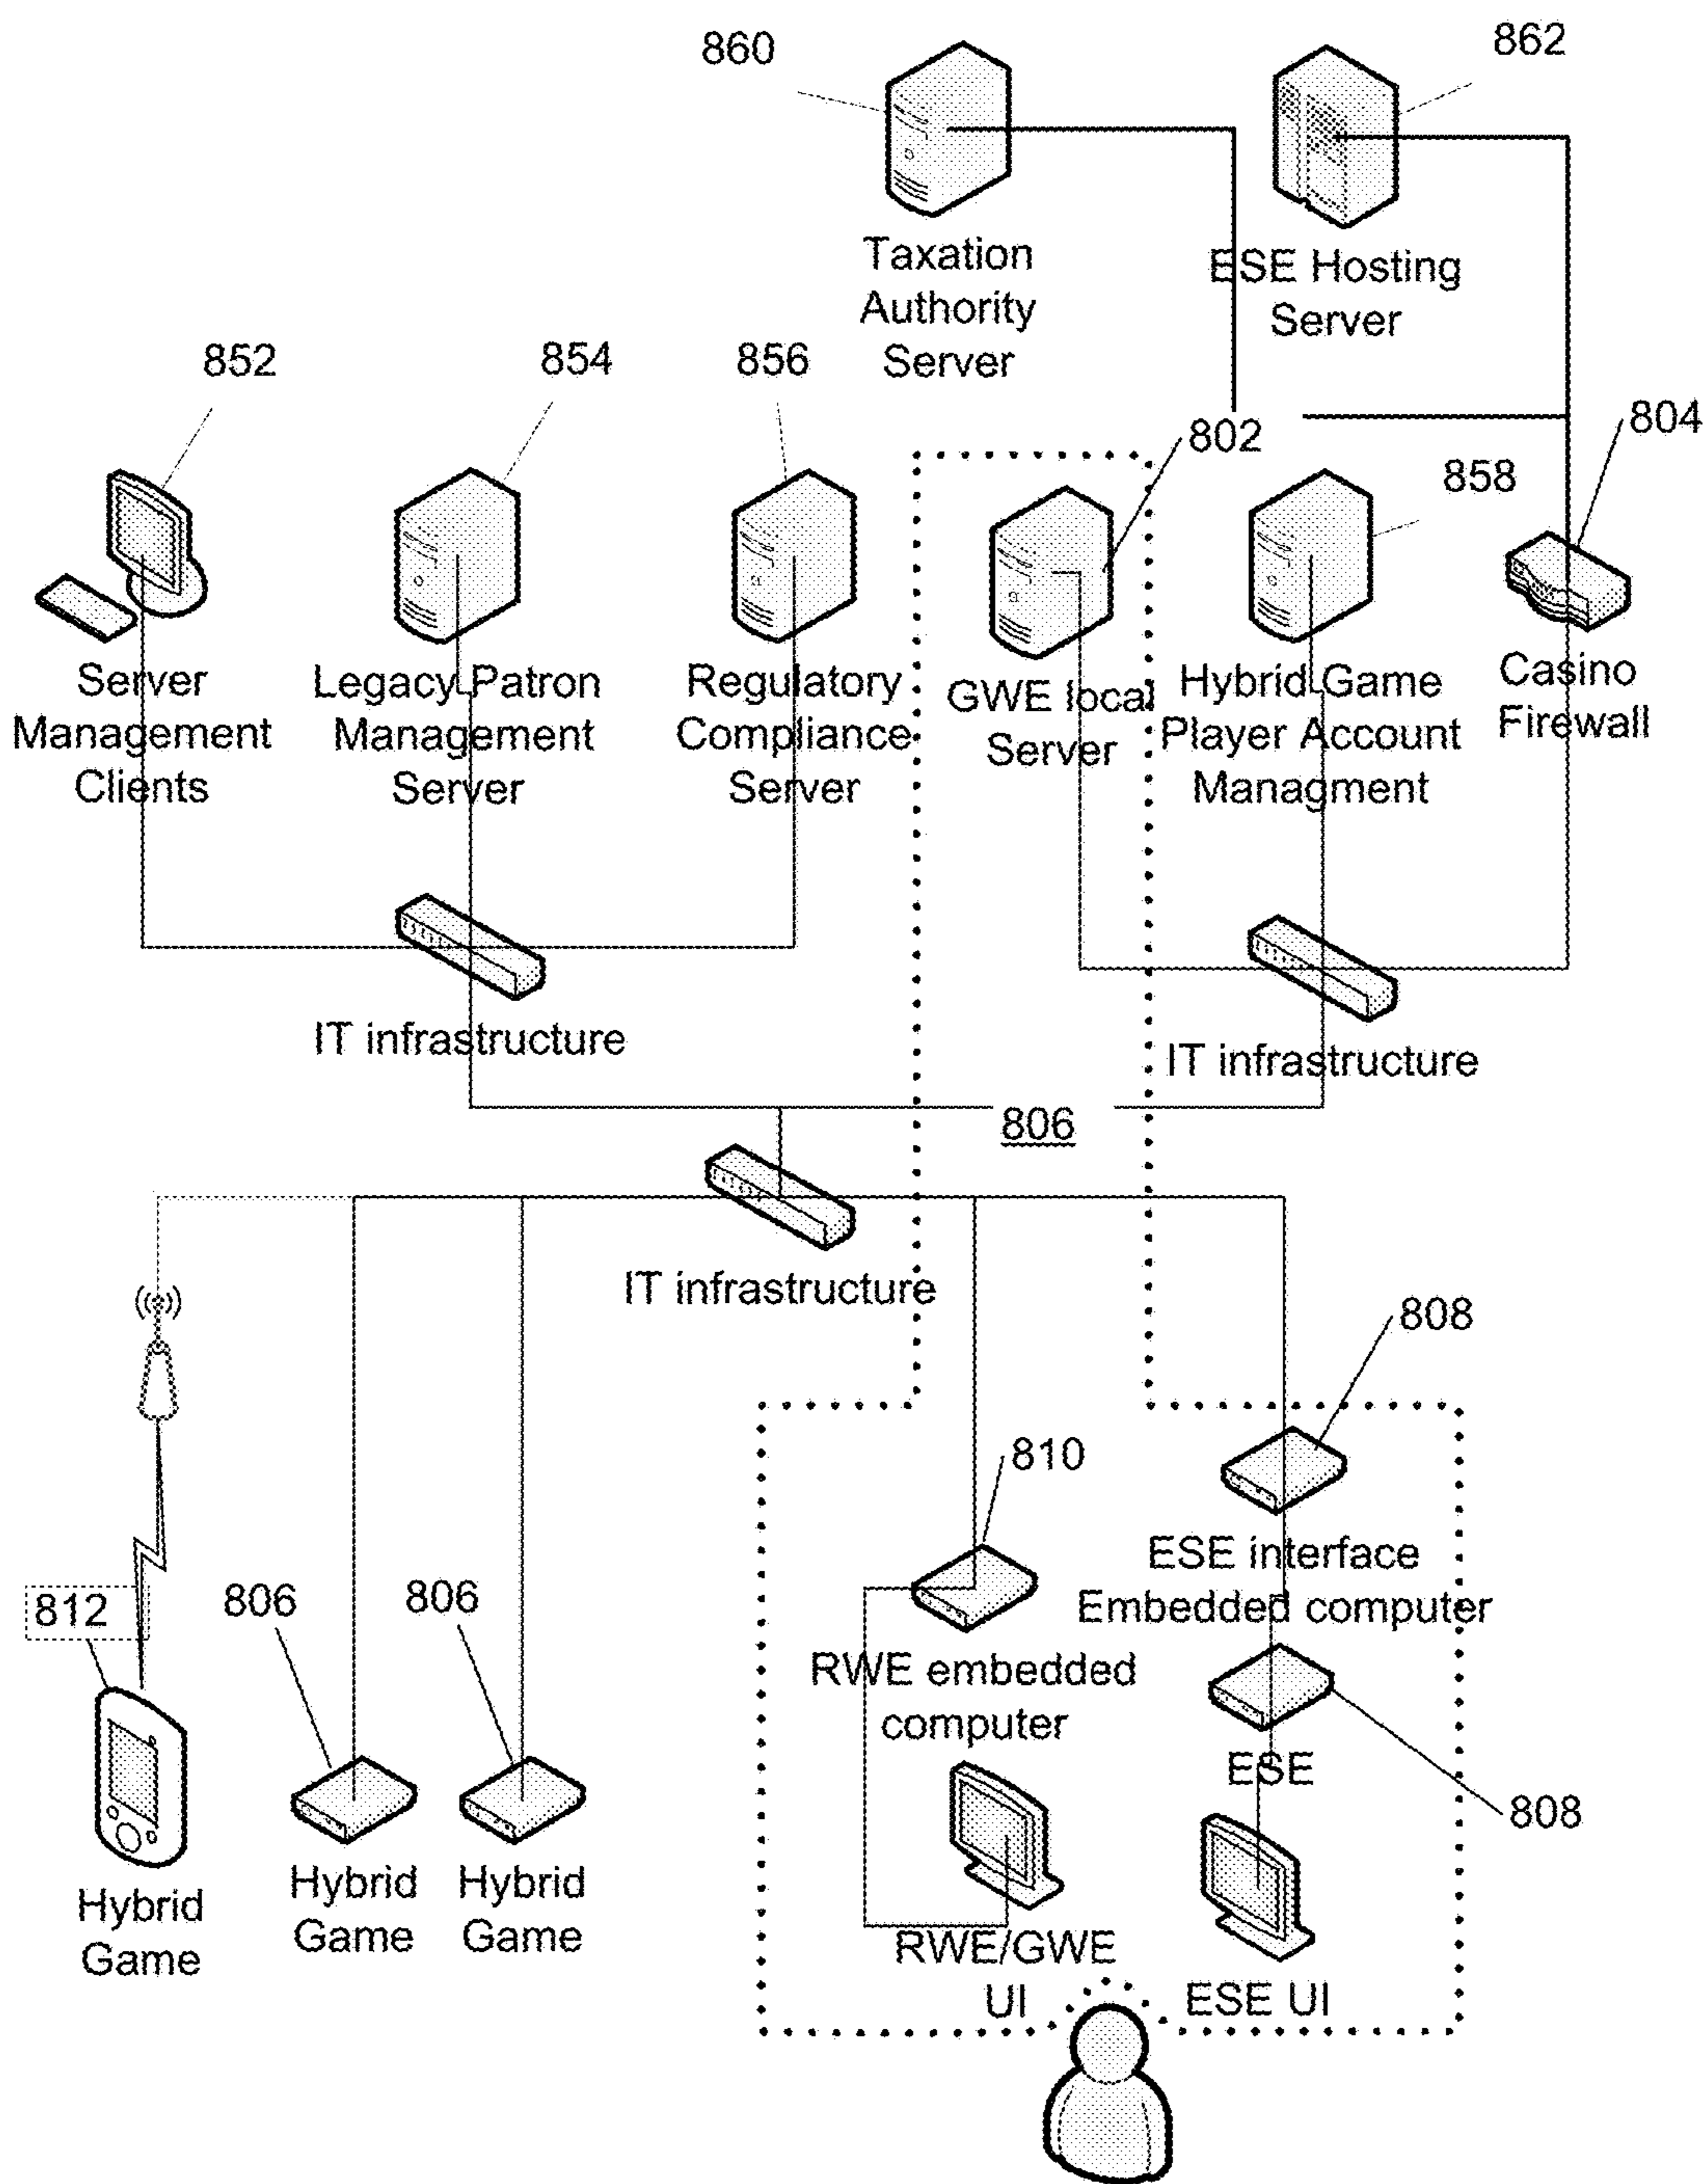 860
862
Taxation
Authority
Server
ESE Hosting
Server
852
854
856
802
804
858
Server
Management
Clients
Legacy Patron
Management
Server
Regulatory
Compliance
Server
GWE local
Server
Hybrid Game
Player Account
Managment
Casino
Firewall
IT infrastructure
IT infrastructure
806
IT infrastructure
808
810
ESE interface
Embedded computer
812
806
806
RWE embedded
computer
ESE
808
Hybrid
Game
Hybrid
Game
Hybrid
Game
RWE/GWE
UI
ESE UI